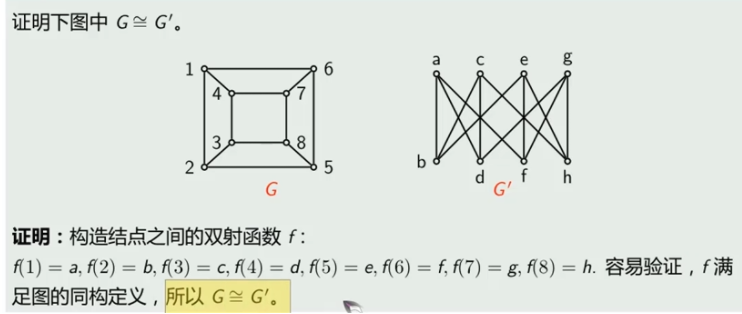 证明下图中 G ≅ G′。
a c e g
1 6
4 7
3 8
2 5
b
d f h
G G′
证明：构造结点之间的双射函数 f：
f(1) = a, f(2) = b, f(3) = c, f(4) = d, f(5) = e, f(6) = f, f(7) = g, f(8) = h. 容易验证，f 满
足图的同构定义，所以 G ≅ G′。